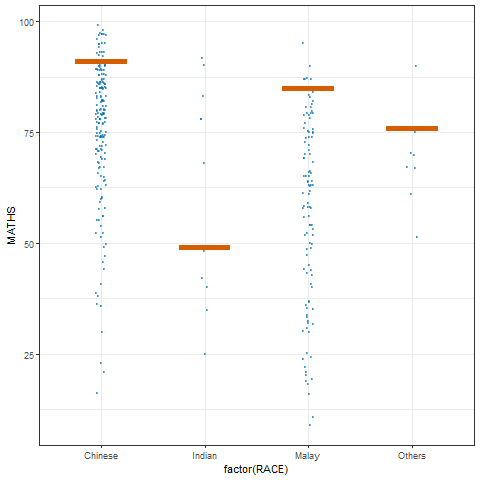 100
75
50
25
MATHS
Chinese
Indian
Malay
Others
factor(RACE)